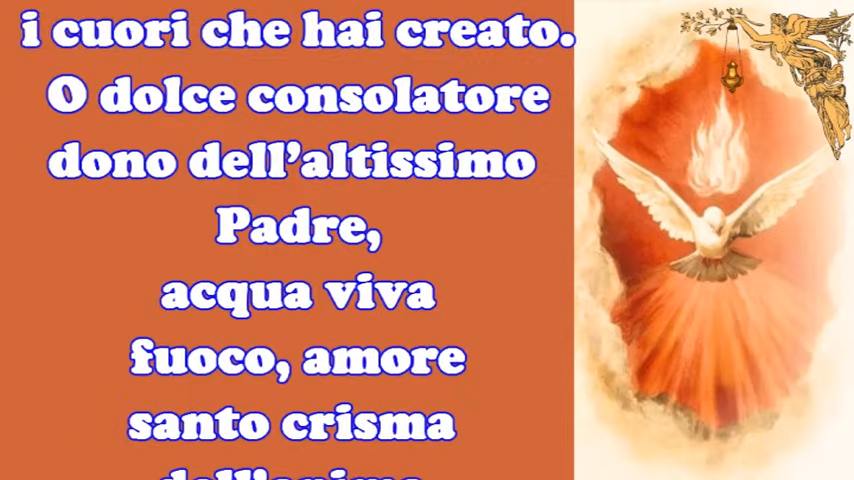 i cuori che hai creato.
O dolce consolatore
dono dell’altissimo
Padre,
acqua viva
fuoco, amore
santo crisma